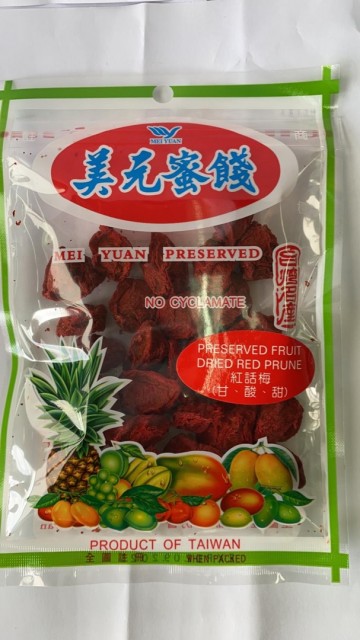 MEI YUAN
美元蜜餞
MEI YUAN PRESERVED
NO CYCLAMATE
PRESERVED FRUIT
DRIED RED PRUNE
紅話梅
(甘、酸、甜)
PRODUCT OF TAIWAN
WHEN PACKED